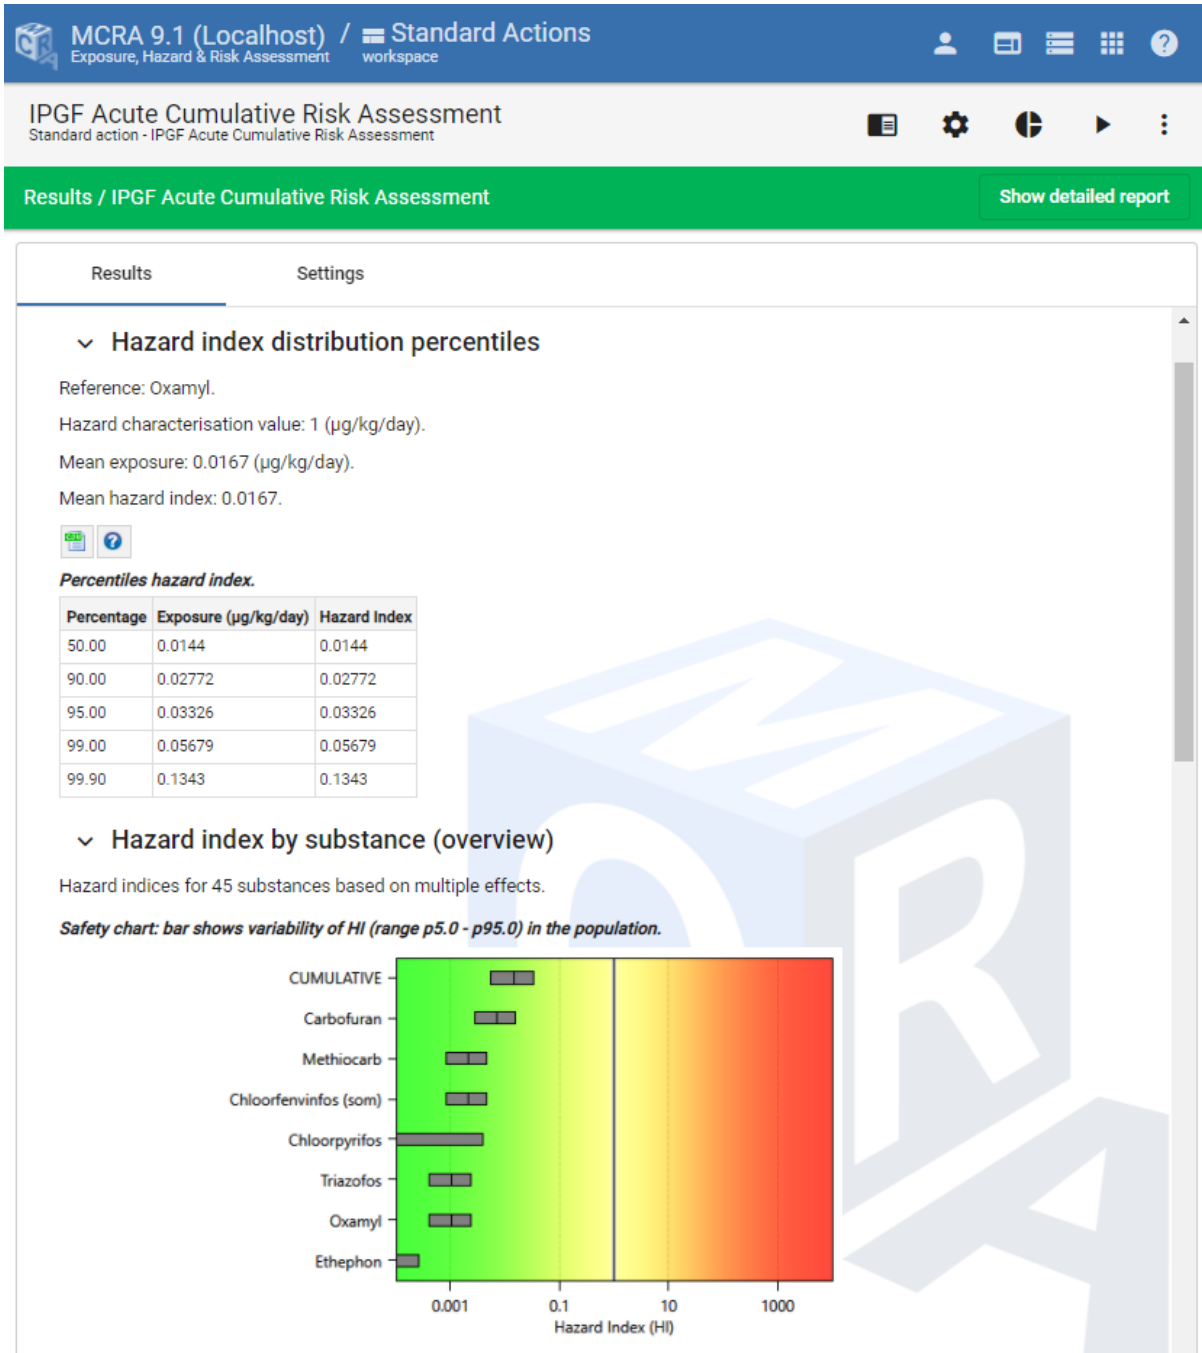 MCRA 9.1 (Localhost) / Standard Actions
Exposure, Hazard & Risk Assessment workspace
IPGF Acute Cumulative Risk Assessment
Standard action - IPGF Acute Cumulative Risk Assessment
Results / IPGF Acute Cumulative Risk Assessment Show detailed report
Results Settings
Hazard index distribution percentiles
Reference: Oxamyl.
Hazard characterisation value: 1 (μg/kg/day).
Mean exposure: 0.0167 (μg/kg/day).
Mean hazard index: 0.0167.
Percentiles hazard index.
Percentage Exposure (μg/kg/day) Hazard Index
50.00 0.0144 0.0144
90.00 0.02772 0.02772
95.00 0.03326 0.03326
99.00 0.05679 0.05679
99.90 0.1343 0.1343
Hazard index by substance (overview)
Hazard indices for 45 substances based on multiple effects.
Safety chart: bar shows variability of HI (range p5.0 - p95.0) in the population.
CUMULATIVE
Carbofuran
Methiocarb
Chloorfenvinfos (som)
Chloorpyrifos
Triazofos
Oxamyl
Ethephon
0.001 0.1 10 1000
Hazard Index (HI)
MCRA